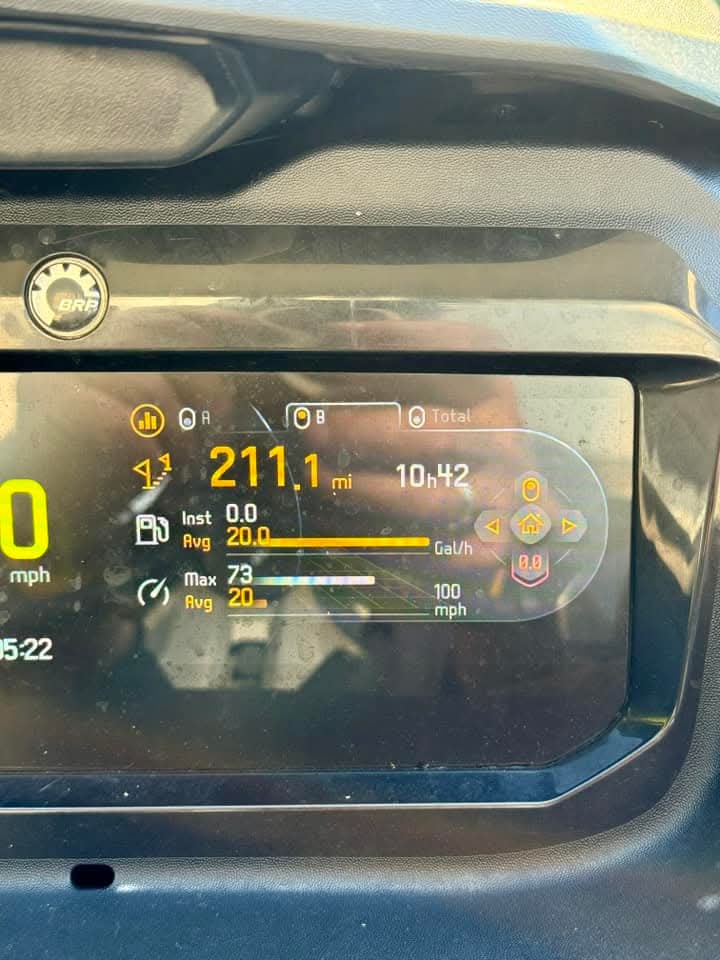 BRP
A B Total
211.1 mi 10h42
Inst 0.0
Avg 20.0
Gal/h
0.0
0
mph
Max 73
Avg 20
100
mph
05:22